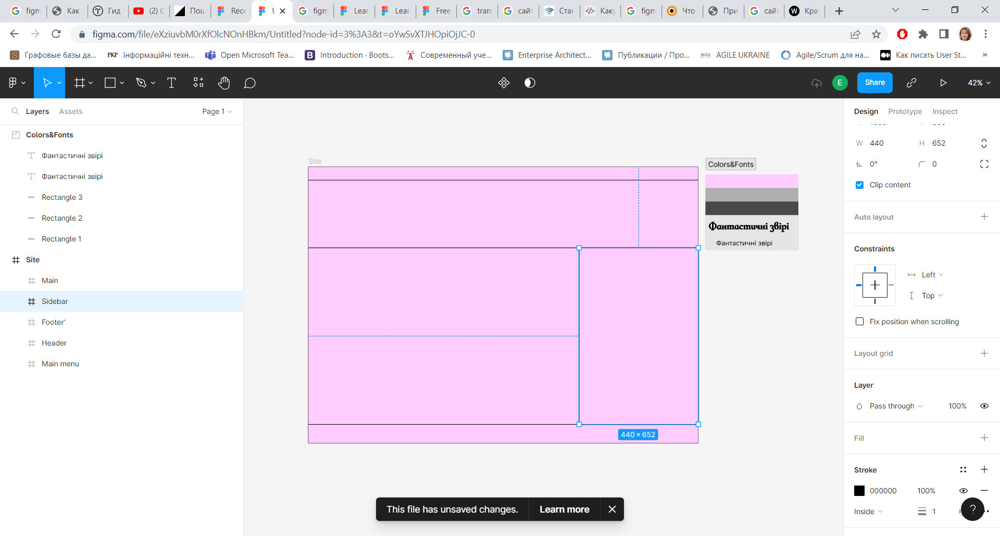 figm
Как
Гид
(2) С
Пош
Rece
figm
Lear
Lear
Free
tran
сайт
Стан
Каку
figm
Что
При
сайт
Кра
figma.com/file/eXziuvbM0rXfOlcNOnHBkm/Untitled?node-id=3%3A3&t=oYwSvXTJHOpiOjJC-0
Графовые базы да...
РКР Інформаційні техн...
Open Microsoft Tea...
B Introduction · Boots...
Современный уче...
Enterprise Architect...
Публикации / Про...
AGILE UKRAINE
Agile/Scrum для на...
Как писать User St...
»
E
Share
42%
Layers Assets Page 1
Colors&Fonts
Фантастичні звірі
Фантастичні звірі
Rectangle 3
Rectangle 2
Rectangle 1
Site
Main
Sidebar
Footer'
Header
Main menu
Site
Colors&Fonts
Фантастичні звірі
Фантастичні звірі
440 × 652
This file has unsaved changes. Learn more
Design Prototype Inspect
W 440 H 652
0° 0
Clip content
Auto layout
Constraints
Left
Top
Fix position when scrolling
Layout grid
Layer
Pass through 100%
Fill
Stroke
000000 100%
Inside 1
?